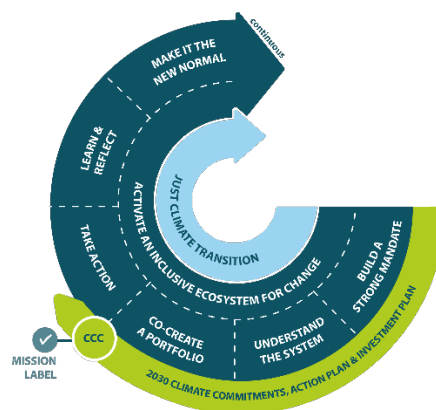 continuous
MAKE IT THE
NEW NORMAL
LEARN &
REFLECT
TAKE ACTION
CO-CREATE
A PORTFOLIO
UNDERSTAND
THE SYSTEM
BUILD A
STRONG MANDATE
ACTIVATE AN INCLUSIVE ECOSYSTEM FOR CHANGE
JUST CLIMATE TRANSITION
2030 CLIMATE COMMITMENTS, ACTION PLAN & INVESTMENT PLAN
CCC
MISSION
LABEL